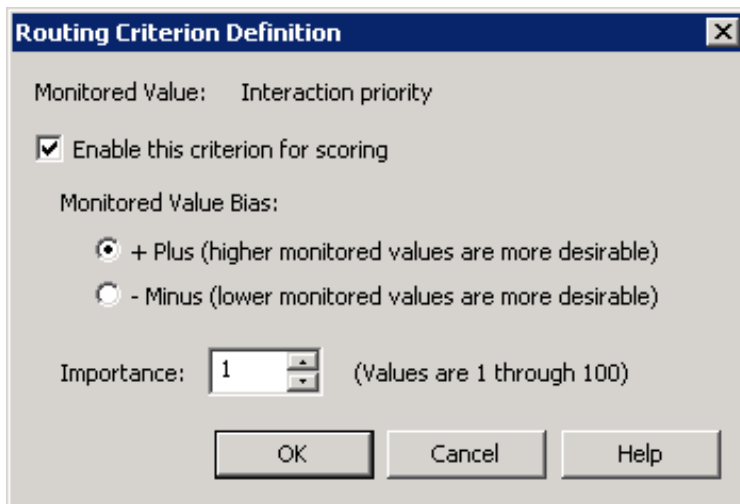 Routing Criterion Definition
Monitored Value: Interaction priority
Enable this criterion for scoring
Monitored Value Bias:
+ Plus (higher monitored values are more desirable)
- Minus (lower monitored values are more desirable)
Importance: 1 (Values are 1 through 100)
OK Cancel Help